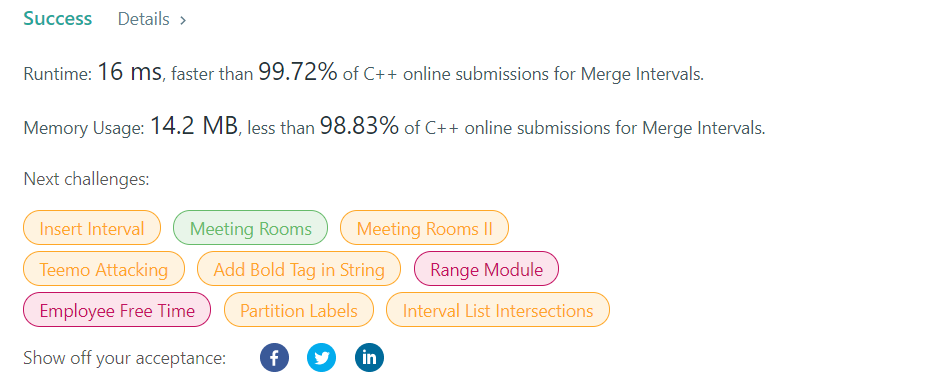 Success Details >
Runtime: 16 ms, faster than 99.72% of C++ online submissions for Merge Intervals.
Memory Usage: 14.2 MB, less than 98.83% of C++ online submissions for Merge Intervals.
Next challenges:
Insert Interval Meeting Rooms Meeting Rooms II
Teemo Attacking Add Bold Tag in String Range Module
Employee Free Time Partition Labels Interval List Intersections
Show off your acceptance: f in